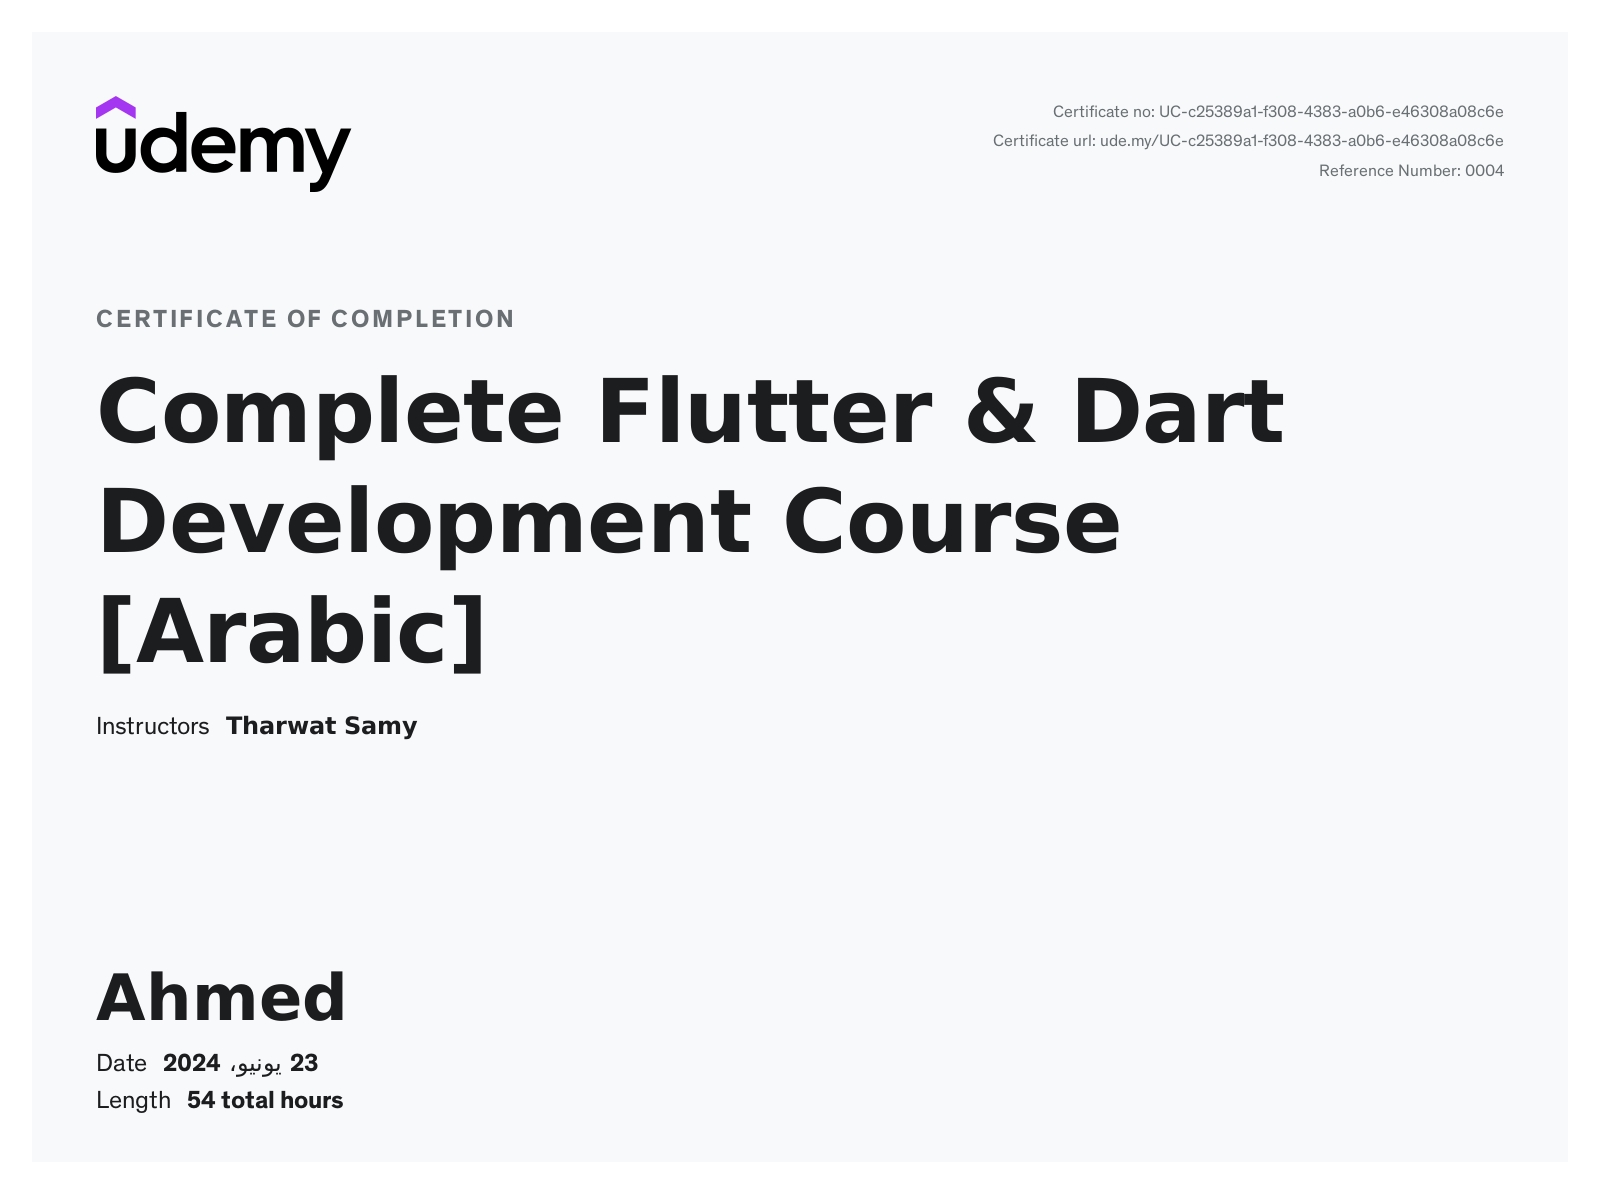 udemy
Certificate no: UC-c25389a1-f308-4383-a0b6-e46308a08c6e
Certificate url: ude.my/UC-c25389a1-f308-4383-a0b6-e46308a08c6e
Reference Number: 0004
CERTIFICATE OF COMPLETION
Complete Flutter & Dart
Development Course
[Arabic]
Instructors Tharwat Samy
Ahmed
Date 23 يونيو، 2024
Length 54 total hours